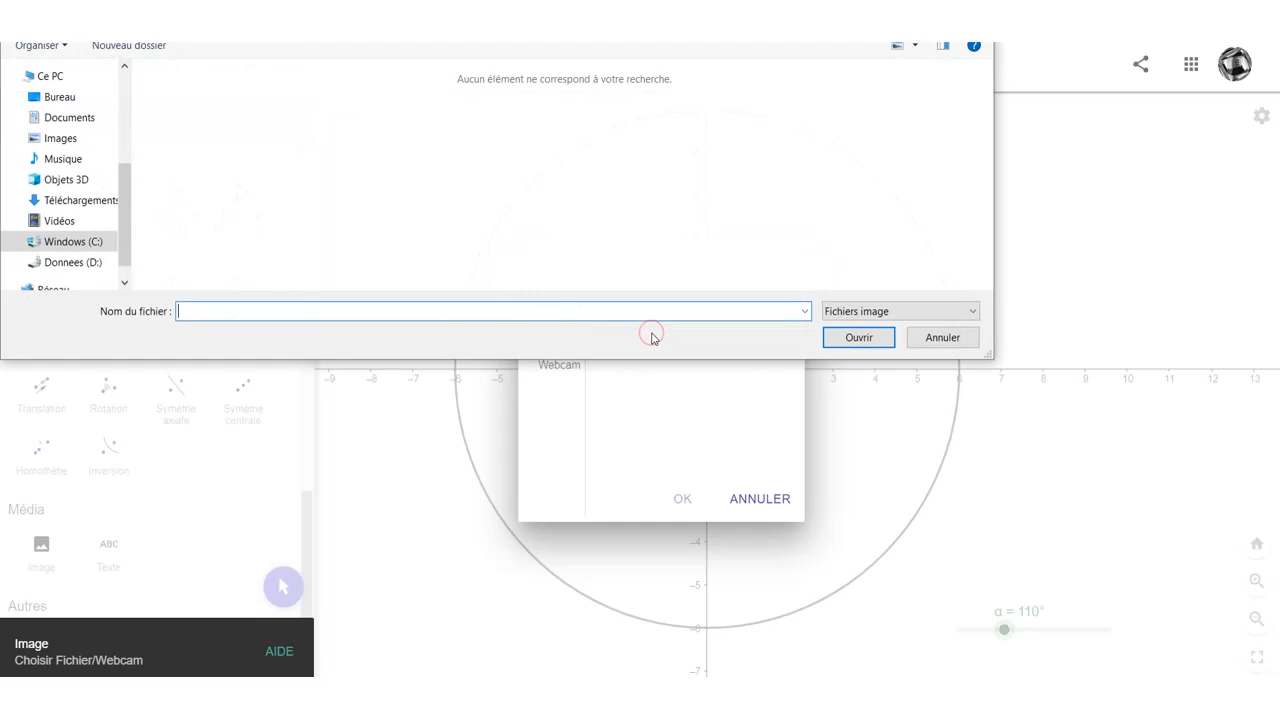 Organiser
Nouveau dossier
Ce PC
Bureau
Documents
Images
Musique
Objets 3D
Téléchargements
Vidéos
Windows (C:)
Donnees (D:)
Réseau
Aucun élément ne correspond à votre recherche.
Nom du fichier :
Fichiers image
Ouvrir
Annuler
Webcam
OK
ANNULER
Translation
Rotation
Symétrie axiale
Symétrie centrale
Homothétie
Inversion
Média
Image
ABC
Texte
Autres
Image
Choisir Fichier/Webcam
AIDE
–9 –8 –7 –6 –5 3 4 5 6 7 8 9 10 11 12 13
–4
–5
–6
–7
α = 110°